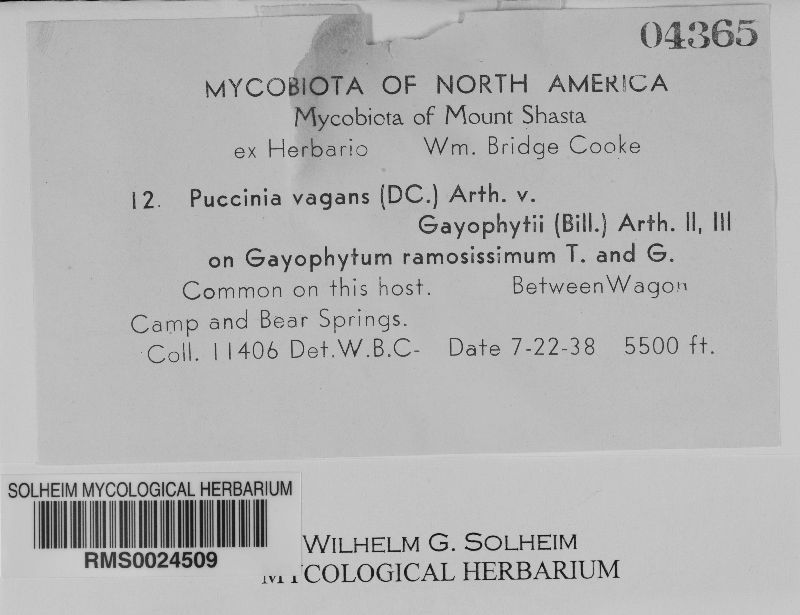 04365
MYCOBIOTA OF NORTH AMERICA
Mycobiota of Mount Shasta
ex Herbario Wm. Bridge Cooke
12. Puccinia vagans (DC.) Arth. v.
Gayophytii (Bill.) Arth. II, III
on Gayophytum ramosissimum T. and G.
Common on this host. Between Wagon
Camp and Bear Springs.
Coll. 11406 Det. W.B.C- Date 7-22-38 5500 ft.
SOLHEIM MYCOLOGICAL HERBARIUM
RMS0024509
WILHELM G. SOLHEIM
MYCOLOGICAL HERBARIUM